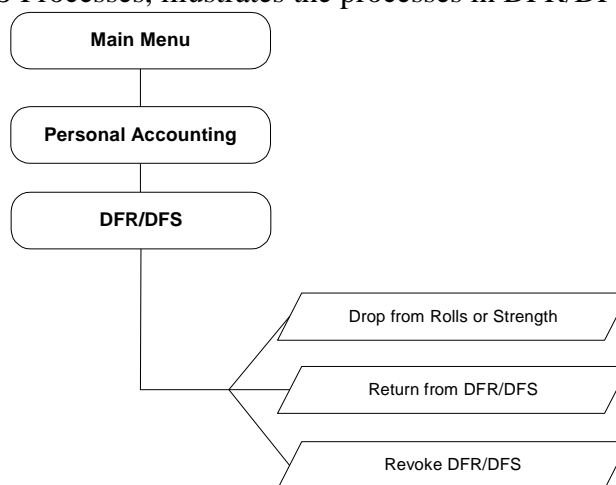 Processes, illustrates the processes in DFR/DF
Main Menu
Personal Accounting
DFR/DFS
Drop from Rolls or Strength
Return from DFR/DFS
Revoke DFR/DFS